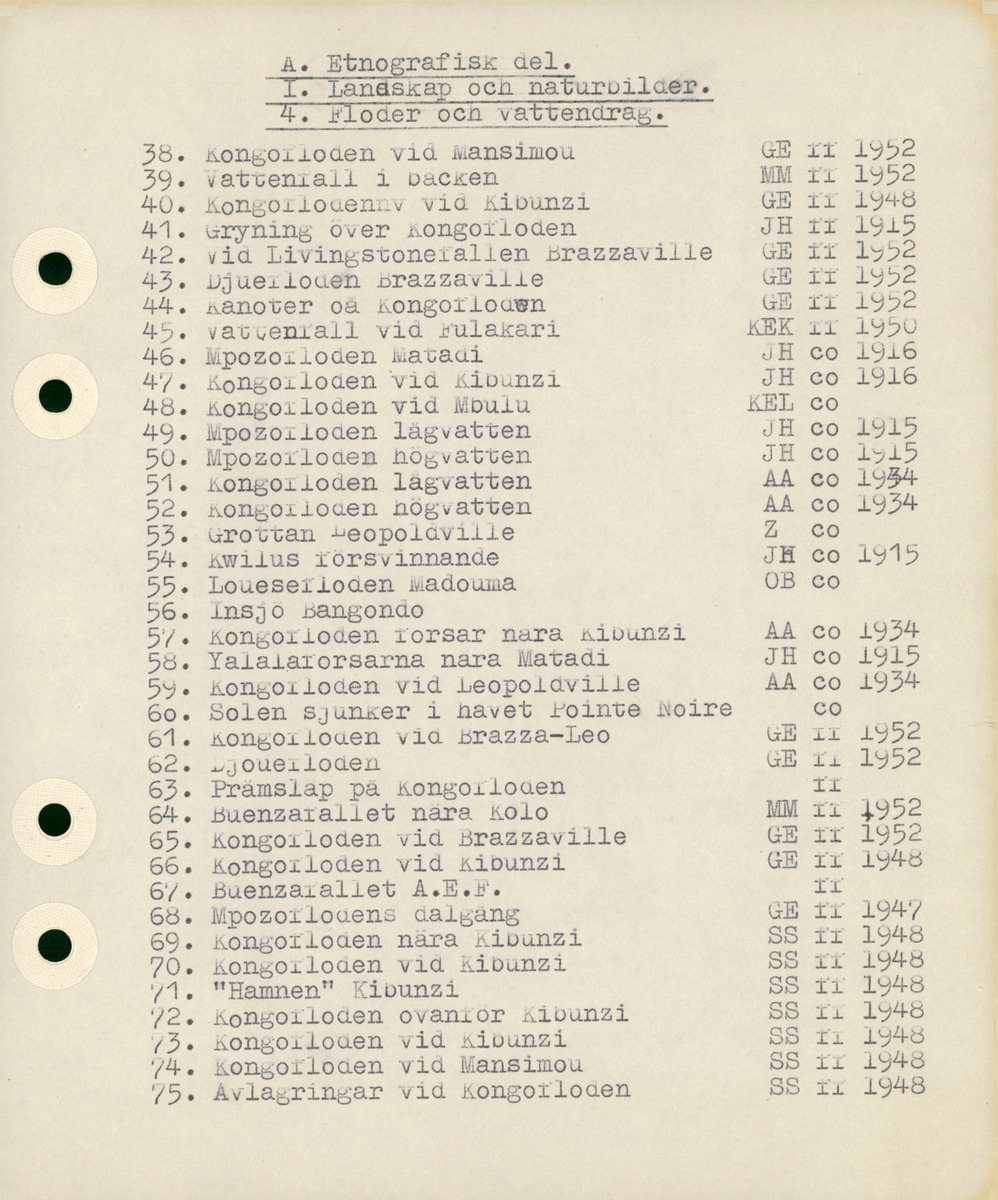 A. Etnografisk del.
I. Landskap och naturbilder.
4. Floder och vattendrag.
38. Kongofloden vid Mansimou GE ff 1952
39. Vattenfall i bäcken MM ff 1952
40. Kongoflodennv vid Kibunzi GE ff 1948
41. Gryning över Kongofloden JH ff 1915
42. Vid Livingstonefallen Brazzaville GE ff 1952
43. Djuefloden Brazzaville GE ff 1952
44. Kanoter oå Kongofloden GE ff 1952
45. Vattenfall vid Fulakari KEK ff 1950
46. Mpozofloden Matadi JH co 1916
47. Kongofloden vid Kibunzi JH co 1916
48. Kongofloden vid Mbulu KEL co
49. Mpozofloden lågvatten JH co 1915
50. Mpozofloden högvatten JH co 1915
51. Kongofloden lågvatten AA co 1934
52. Kongofloden högvatten AA co 1934
53. Grottan Leopoldville Z co
54. Kwilus försvinnande JH co 1915
55. Louesefloden Madouma OB co
56. Insjö Bangondo
57. Kongofloden forsar nära Kibunzi AA co 1934
58. Yalalaforsarna nära Matadi JH co 1915
59. Kongofloden vid Leopoldville AA co 1934
60. Solen sjunker i havet Pointe Noire co
61. Kongofloden vid Brazza-Leo GE ff 1952
62. Djouefloden GE ff 1952
63. Pråmsläp på Kongofloden ff
64. Buenzafallet nära Kolo MM ff 1952
65. Kongofloden vid Brazzaville GE ff 1952
66. Kongofloden vid Kibunzi GE ff 1948
67. Buenzafallet A.E.F. ff
68. Mpozoflodens dalgång GE ff 1947
69. Kongofloden nära Kibunzi SS ff 1948
70. Kongofloden vid Kibunzi SS ff 1948
71. "Hamnen" Kibunzi SS ff 1948
72. Kongofloden ovanför Kibunzi SS ff 1948
73. Kongofloden vid Kibunzi SS ff 1948
74. Kongofloden vid Mansimou SS ff 1948
75. Avlagringar vid Kongofloden SS ff 1948